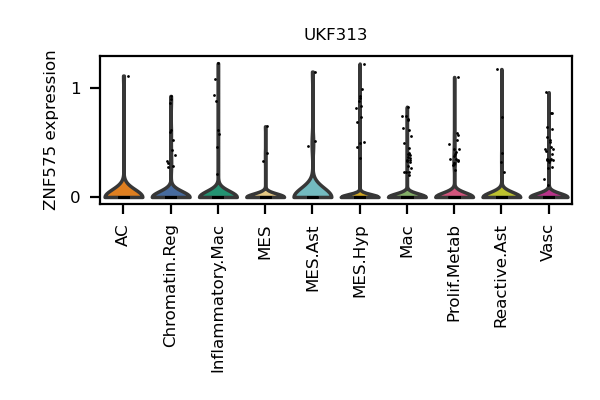 UKF313
ZNF575 expression
1
0
AC
Chromatin.Reg
Inflammatory.Mac
MES
MES.Ast
MES.Hyp
Mac
Prolif.Metab
Reactive.Ast
Vasc